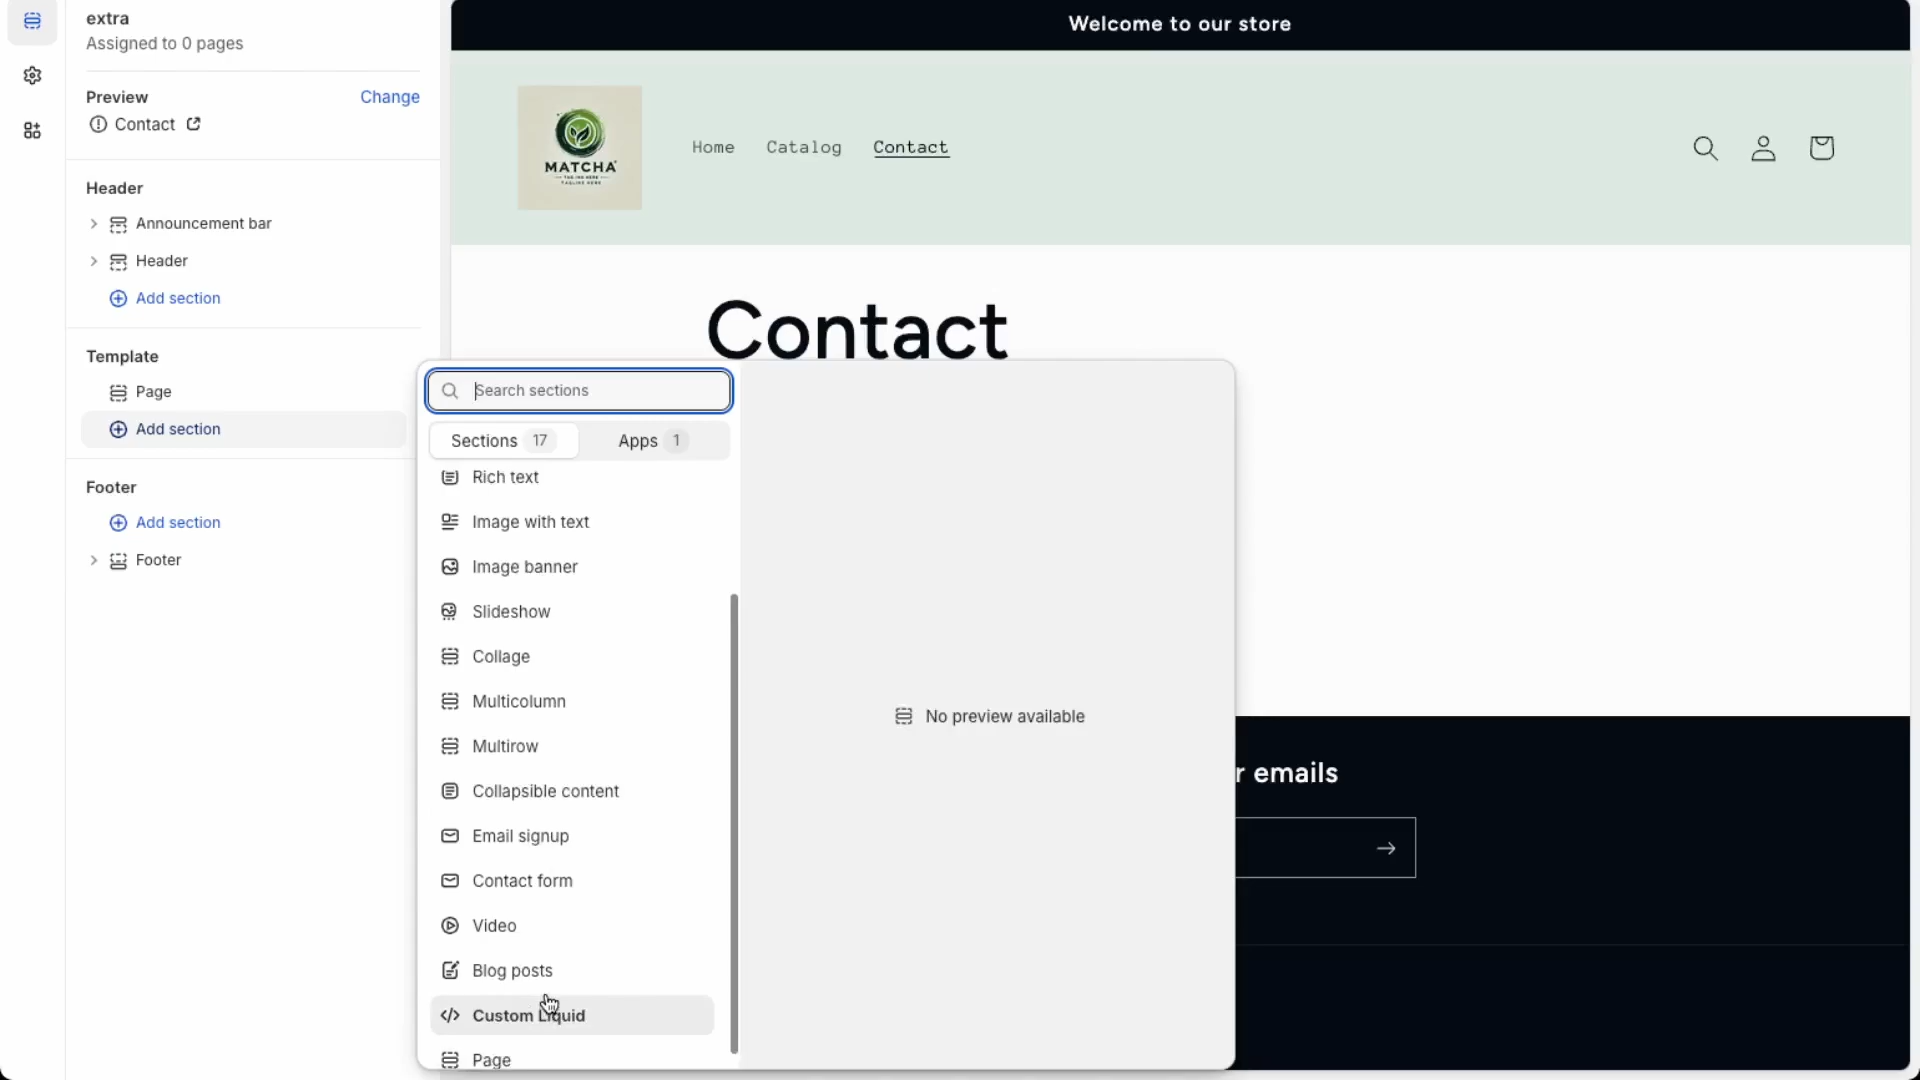 extra
Assigned to 0 pages
Preview
Change
Contact
Header
Announcement bar
Header
Add section
Template
Page
Add section
Footer
Add section
Footer
Welcome to our store
MATCHA
TAGLINE HERE
Home Catalog Contact
Contact
Search sections
Sections 17 Apps 1
Rich text
Image with text
Image banner
Slideshow
Collage
Multicolumn
Multirow
Collapsible content
Email signup
Contact form
Video
Blog posts
Custom Liquid
Page
No preview available
r emails